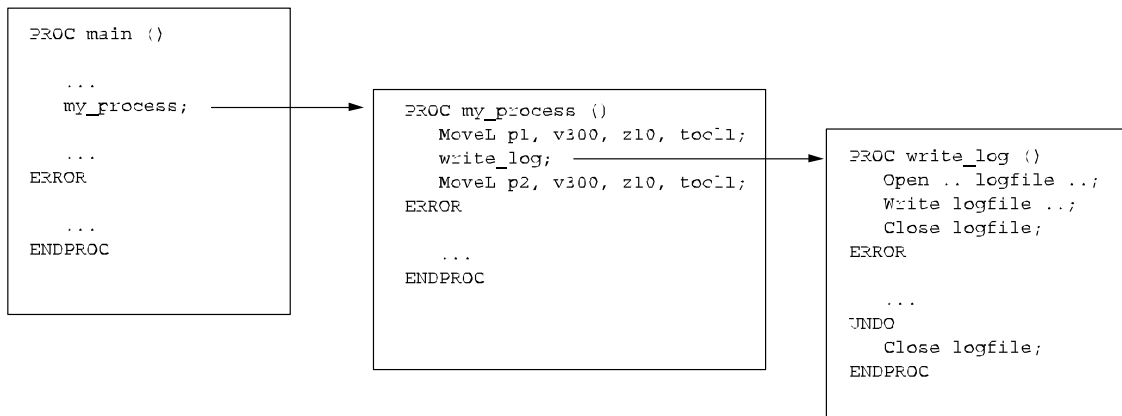 PROC main ()
...
my_process;
...
ERROR
...
ENDPROC
PROC my_process ()
MoveL p1, v300, z10, tool1;
write_log;
MoveL p2, v300, z10, tool1;
ERROR
...
ENDPROC
PROC write_log ()
Open .. logfile ..;
Write logfile ..;
Close logfile;
ERROR
...
UNDO
Close logfile;
ENDPROC